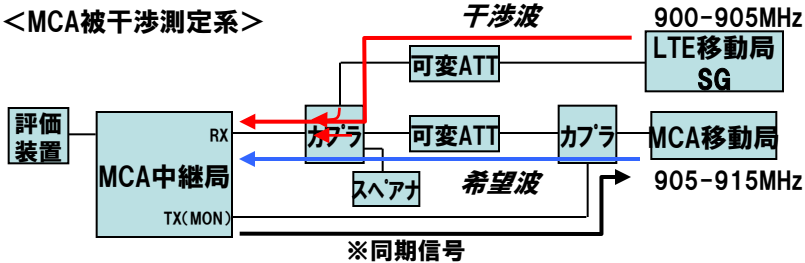 ＜MCA被干渉測定系＞
干渉波
900-905MHz
可変ATT
LTE移動局
SG
評価
装置
RX
カプラ
可変ATT
カプラ
MCA移動局
MCA中継局
スペアナ
希望波
905-915MHz
TX(MON)
※同期信号